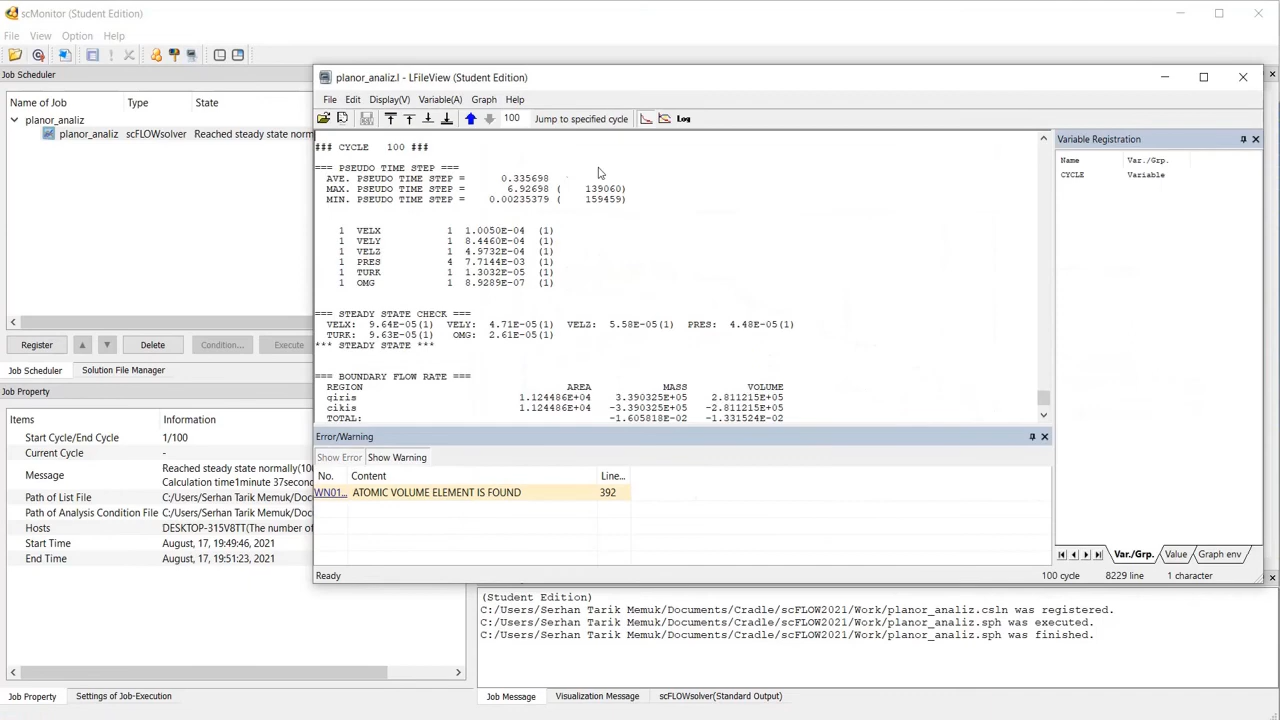 scMonitor (Student Edition)
File View Option Help
Job Scheduler
Name of Job Type State
planor_analiz
planor_analiz scFLOWsolver Reached steady state norm
Register Delete Condition... Execute
Job Scheduler Solution File Manager
Job Property
Items Information
Start Cycle/End Cycle 1/100
Current Cycle -
Message Reached steady state normally(10
Calculation time1minute 37second
Path of List File C:/Users/Serhan Tarik Memuk/Doc
Path of Analysis Condition File C:/Users/Serhan Tarik Memuk/Doc
Hosts DESKTOP-315V8TT(The number of
Start Time August, 17, 19:49:46, 2021
End Time August, 17, 19:51:23, 2021
Job Property Settings of Job-Execution
planor_analiz.l - LFileView (Student Edition)
File Edit Display(V) Variable(A) Graph Help
100 Jump to specified cycle Log
### CYCLE 100 ###
=== PSEUDO TIME STEP ===
AVE. PSEUDO TIME STEP = 0.335698
MAX. PSEUDO TIME STEP = 6.92698 ( 139060)
MIN. PSEUDO TIME STEP = 0.00235379 ( 159459)
1 VELX 1 1.0050E-04 (1)
1 VELY 1 8.4460E-04 (1)
1 VELZ 1 4.9732E-04 (1)
1 PRES 4 7.7144E-03 (1)
1 TURK 1 1.3032E-05 (1)
1 OMG 1 8.9289E-07 (1)
=== STEADY STATE CHECK ===
VELX: 9.64E-05(1) VELY: 4.71E-05(1) VELZ: 5.58E-05(1) PRES: 4.48E-05(1)
TURK: 9.63E-05(1) OMG: 2.61E-05(1)
*** STEADY STATE ***
=== BOUNDARY FLOW RATE ===
REGION AREA MASS VOLUME
giris 1.124486E+04 3.390325E+05 2.811215E+05
cikis 1.124486E+04 -3.390325E+05 -2.811215E+05
TOTAL: -1.605818E-02 -1.331524E-02
Error/Warning
Show Error Show Warning
No. Content Line...
WN01... ATOMIC VOLUME ELEMENT IS FOUND 392
Ready 100 cycle 8229 line 1 character
Variable Registration
Name Var./Grp.
CYCLE Variable
Var./Grp. Value Graph env
(Student Edition)
C:/Users/Serhan Tarik Memuk/Documents/Cradle/scFLOW2021/Work/planor_analiz.csln was registered.
C:/Users/Serhan Tarik Memuk/Documents/Cradle/scFLOW2021/Work/planor_analiz.sph was executed.
C:/Users/Serhan Tarik Memuk/Documents/Cradle/scFLOW2021/Work/planor_analiz.sph was finished.
Job Message Visualization Message scFLOWsolver(Standard Output)